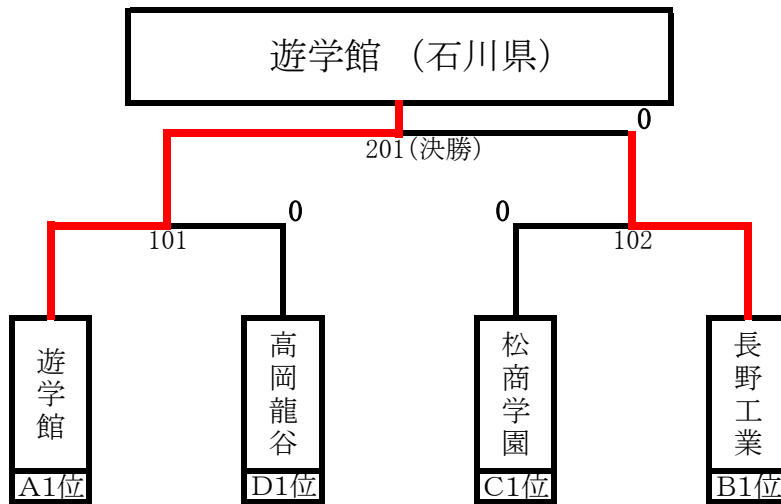 遊学館 （石川県）
0
201(決勝)
0
0
101
102
遊学館
高岡龍谷
松商学園
長野工業
A1位
D1位
C1位
B1位